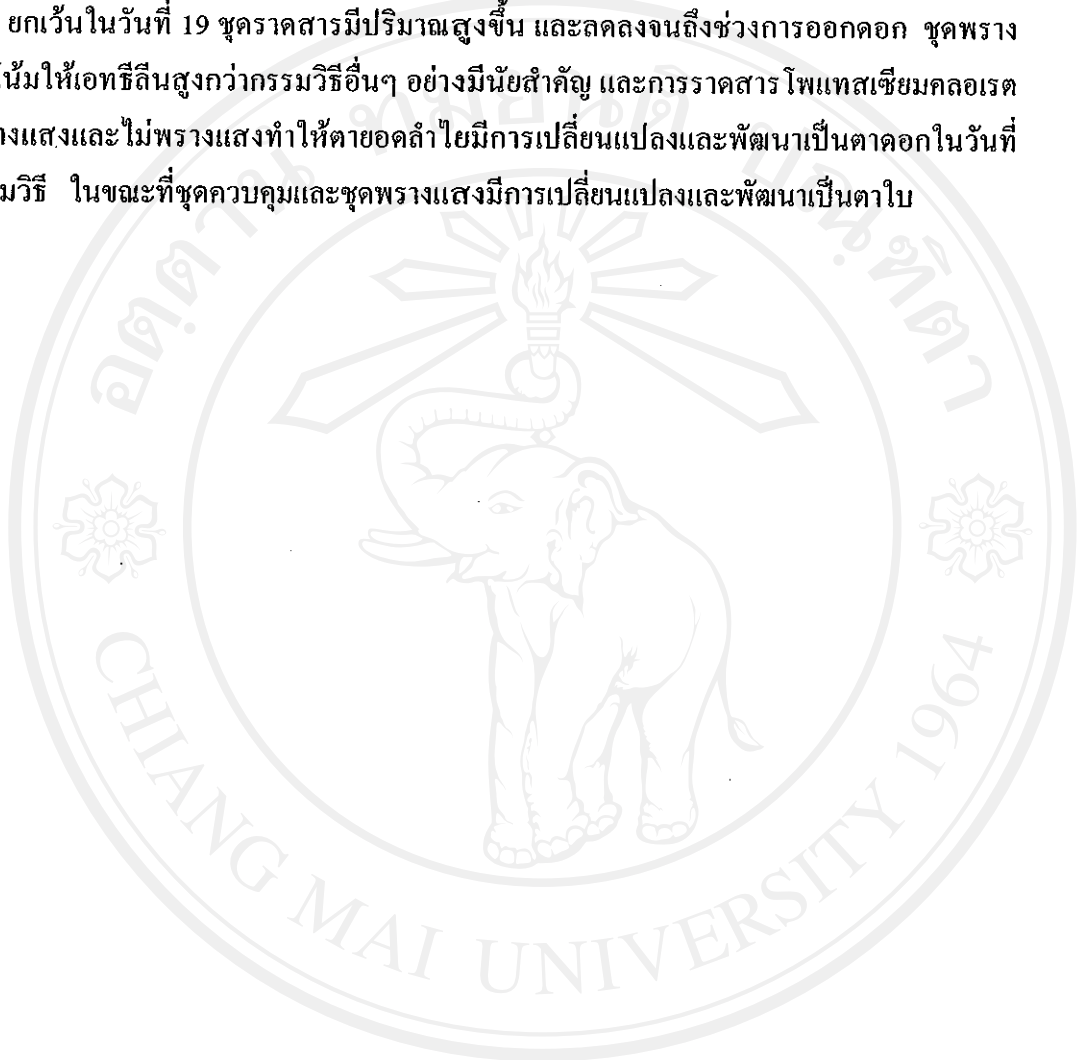 ยกเว้นในวันที่ 19 ชุดราดสารมีปริมาณสูงขึ้น และลดลงจนถึงช่วงการออกดอก ชุดพราง
โน้มให้เอทธีลีนสูงกว่ากรรมวิธีอื่นๆ อย่างมีนัยสำคัญ และการราดสารโพแทสเซียมคลอเรต
างแสงและไม่พรางแสงทำให้ตายอดลำไยมีการเปลี่ยนแปลงและพัฒนาเป็นตาดอกในวันที่
มวิธี ในขณะที่ชุดควบคุมและชุดพรางแสงมีการเปลี่ยนแปลงและพัฒนาเป็นตาใบ
CHIANG MAI UNIVERSITY 1964